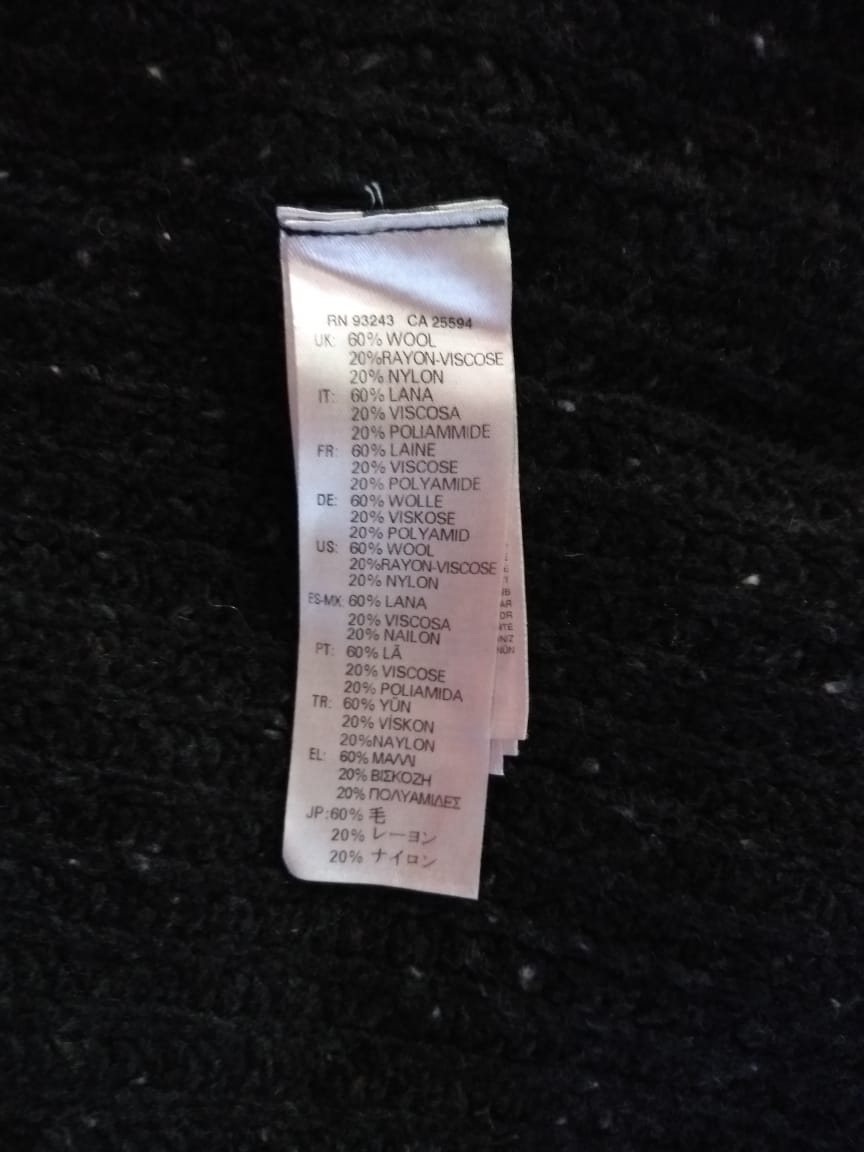 RN 93243 CA 25594
UK: 60% WOOL
20%RAYON-VISCOSE
20% NYLON
IT: 60% LANA
20% VISCOSA
20% POLIAMMIDE
FR: 60% LAINE
20% VISCOSE
20% POLYAMIDE
DE: 60% WOLLE
20% VISKOSE
20% POLYAMID
US: 60% WOOL
20%RAYON-VISCOSE
20% NYLON
ES-MX: 60% LANA
20% VISCOSA
20% NAILON
PT: 60% LÃ
20% VISCOSE
20% POLIAMIDA
TR: 60% YÜN
20% VİSKON
20%NAYLON
EL: 60% ΜΑΛΛΙ
20% ΒΙΣΚΟΖΗ
20% ΠΟΛΥΑΜΙΔΕΣ
JP:60% 毛
20% レーヨン
20% ナイロン